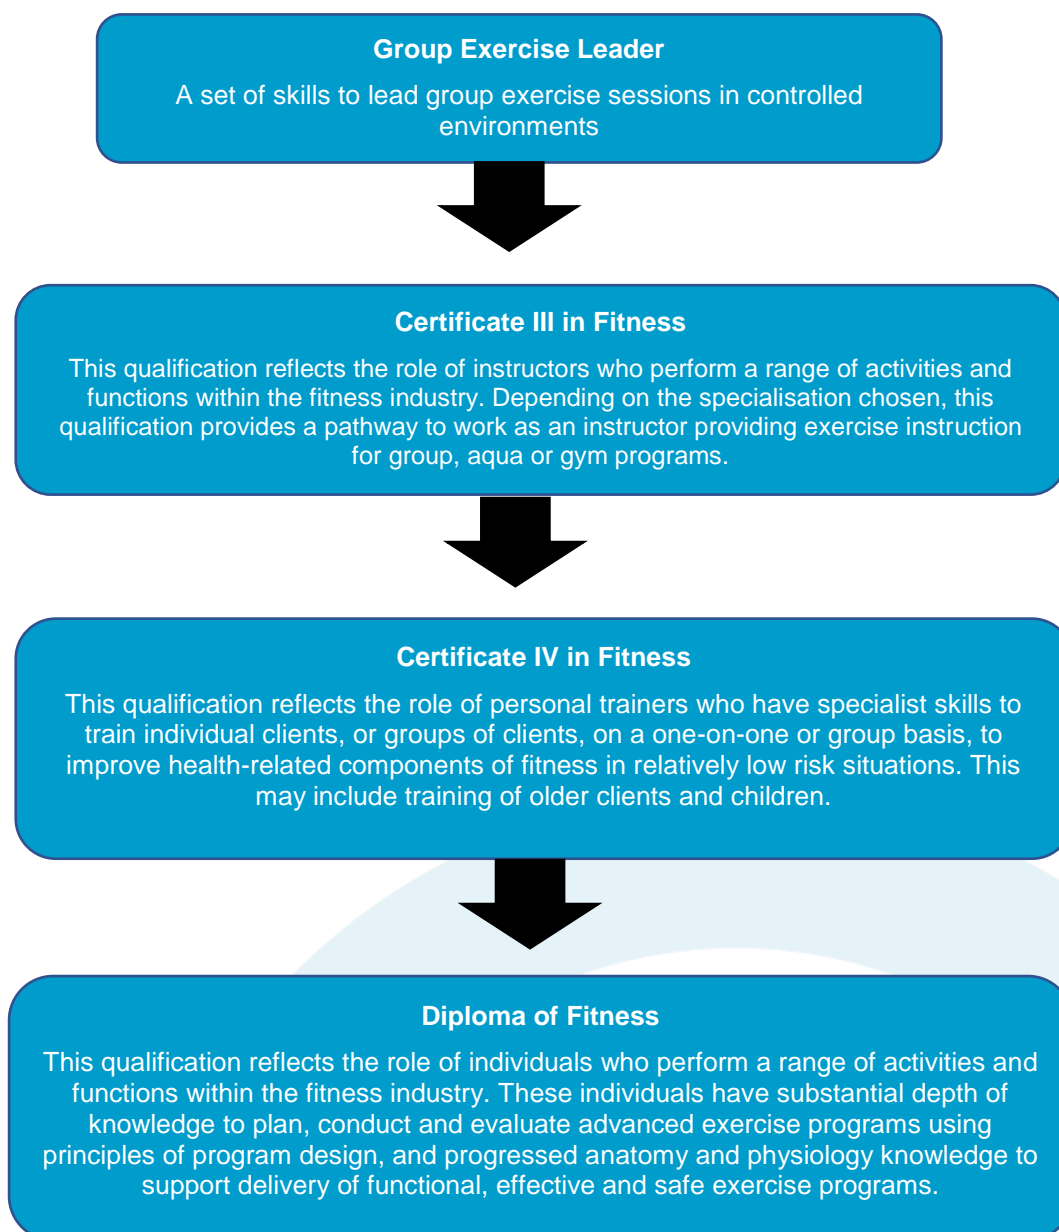 Group Exercise Leader
A set of skills to lead group exercise sessions in controlled
environments
Certificate III in Fitness
This qualification reflects the role of instructors who perform a range of activities and
functions within the fitness industry. Depending on the specialisation chosen, this
qualification provides a pathway to work as an instructor providing exercise instruction
for group, aqua or gym programs.
Certificate IV in Fitness
This qualification reflects the role of personal trainers who have specialist skills to
train individual clients, or groups of clients, on a one-on-one or group basis, to
improve health-related components of fitness in relatively low risk situations. This
may include training of older clients and children.
Diploma of Fitness
This qualification reflects the role of individuals who perform a range of activities and
functions within the fitness industry. These individuals have substantial depth of
knowledge to plan, conduct and evaluate advanced exercise programs using
principles of program design, and progressed anatomy and physiology knowledge to
support delivery of functional, effective and safe exercise programs.